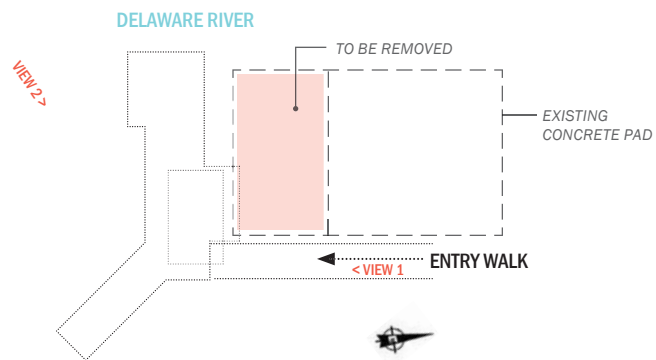 DELAWARE RIVER
TO BE REMOVED
VIEW 2 >
EXISTING
CONCRETE PAD
ENTRY WALK
< VIEW 1